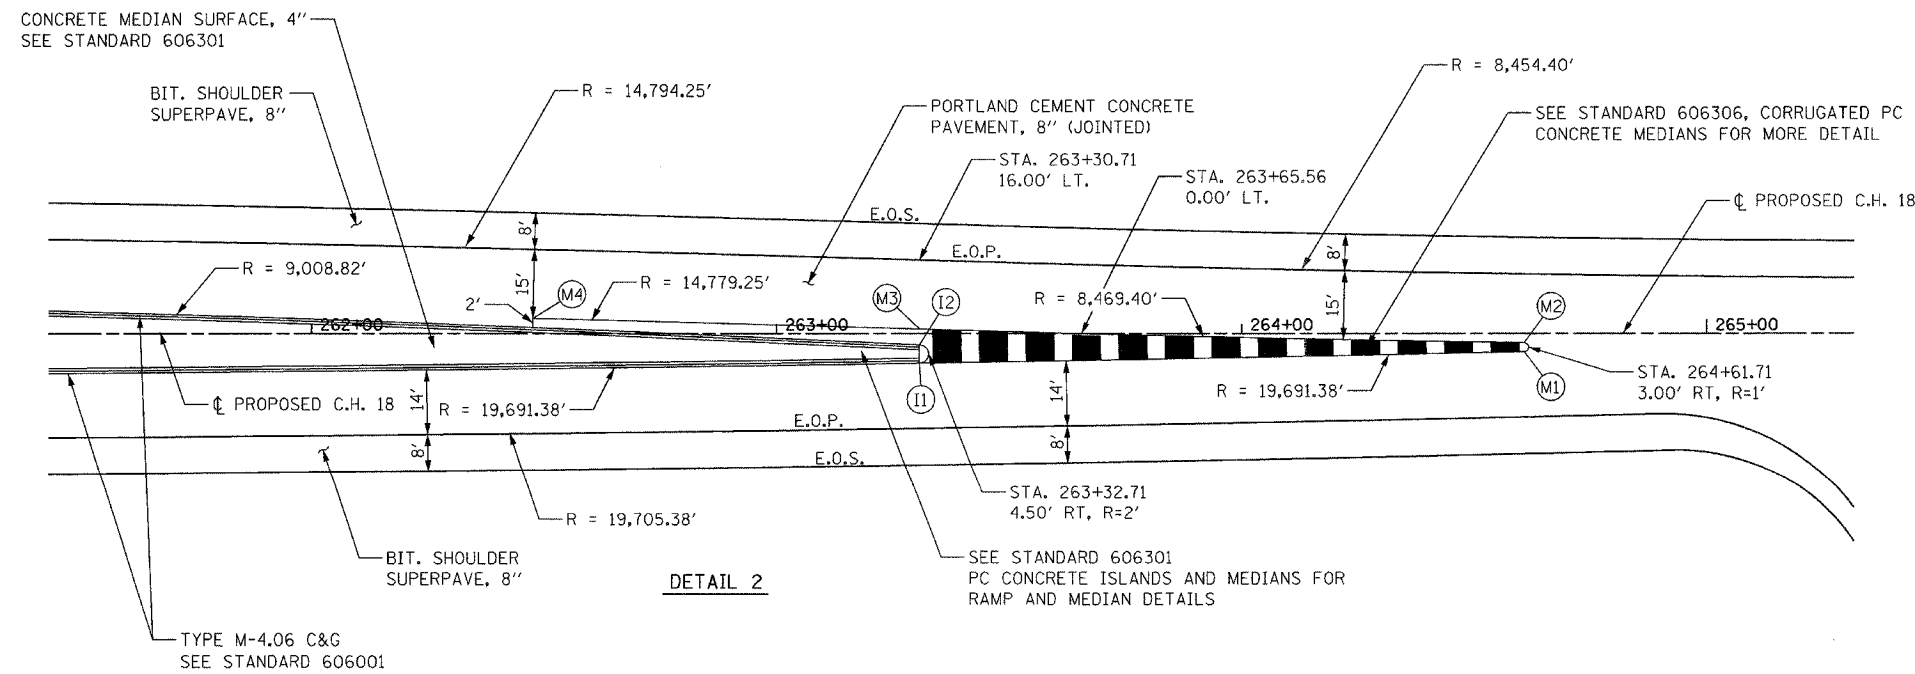 CONCRETE MEDIAN SURFACE, 4"
SEE STANDARD 606301
BIT. SHOULDER
SUPERPAVE, 8"
R = 14,794.25'
PORTLAND CEMENT CONCRETE
PAVEMENT, 8" (JOINTED)
R = 8,454.40'
SEE STANDARD 606306, CORRUGATED PC
CONCRETE MEDIANS FOR MORE DETAIL
STA. 263+30.71
16.00' LT.
STA. 263+65.56
0.00' LT.
℄ PROPOSED C.H. 18
E.O.S.
8'
8'
E.O.P.
R = 9,008.82'
15'
M4
R = 14,779.25'
M3
I2
R = 8,469.40'
15'
M2
2'
262+00
263+00
264+00
265+00
℄ PROPOSED C.H. 18
14'
R = 19,691.38'
I1
14'
R = 19,691.38'
M1
STA. 264+61.71
3.00' RT, R=1'
E.O.P.
8'
8'
E.O.S.
STA. 263+32.71
4.50' RT, R=2'
R = 19,705.38'
BIT. SHOULDER
SUPERPAVE, 8"
DETAIL 2
SEE STANDARD 606301
PC CONCRETE ISLANDS AND MEDIANS FOR
RAMP AND MEDIAN DETAILS
TYPE M-4.06 C&G
SEE STANDARD 606001